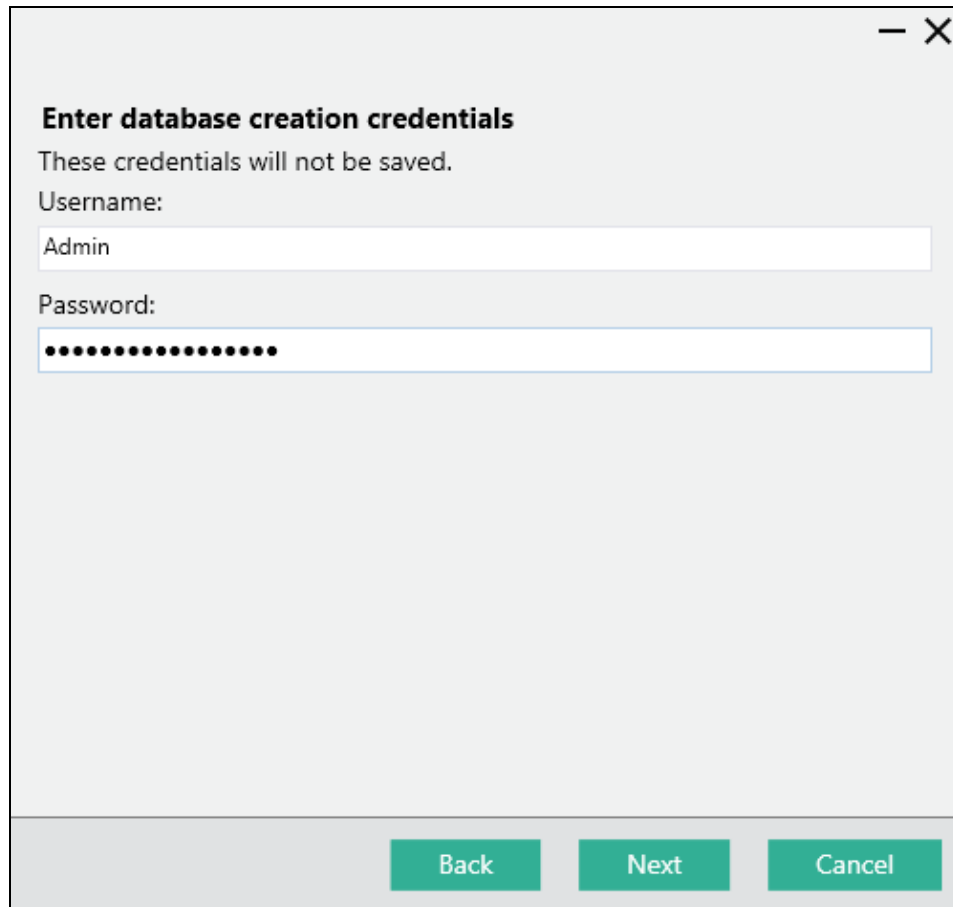 Enter database creation credentials
These credentials will not be saved.
Username:
Admin
Password:
•••••••••••••••••
Back Next Cancel